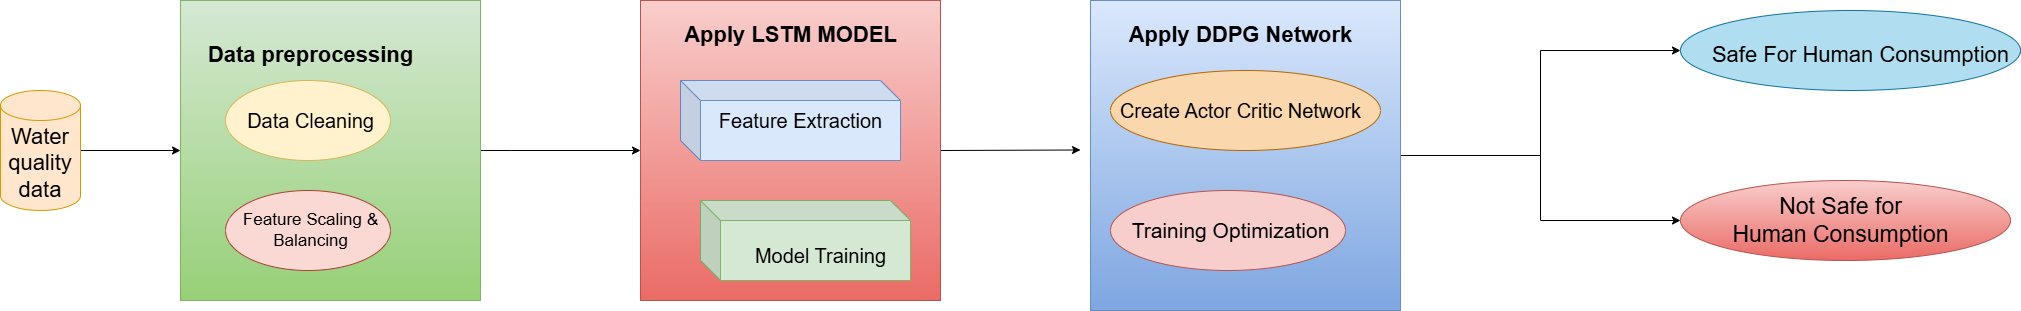 Water
quality
data
Data preprocessing
Data Cleaning
Feature Scaling &
Balancing
Apply LSTM MODEL
Feature Extraction
Model Training
Apply DDPG Network
Create Actor Critic Network
Training Optimization
Safe For Human Consumption
Not Safe for
Human Consumption